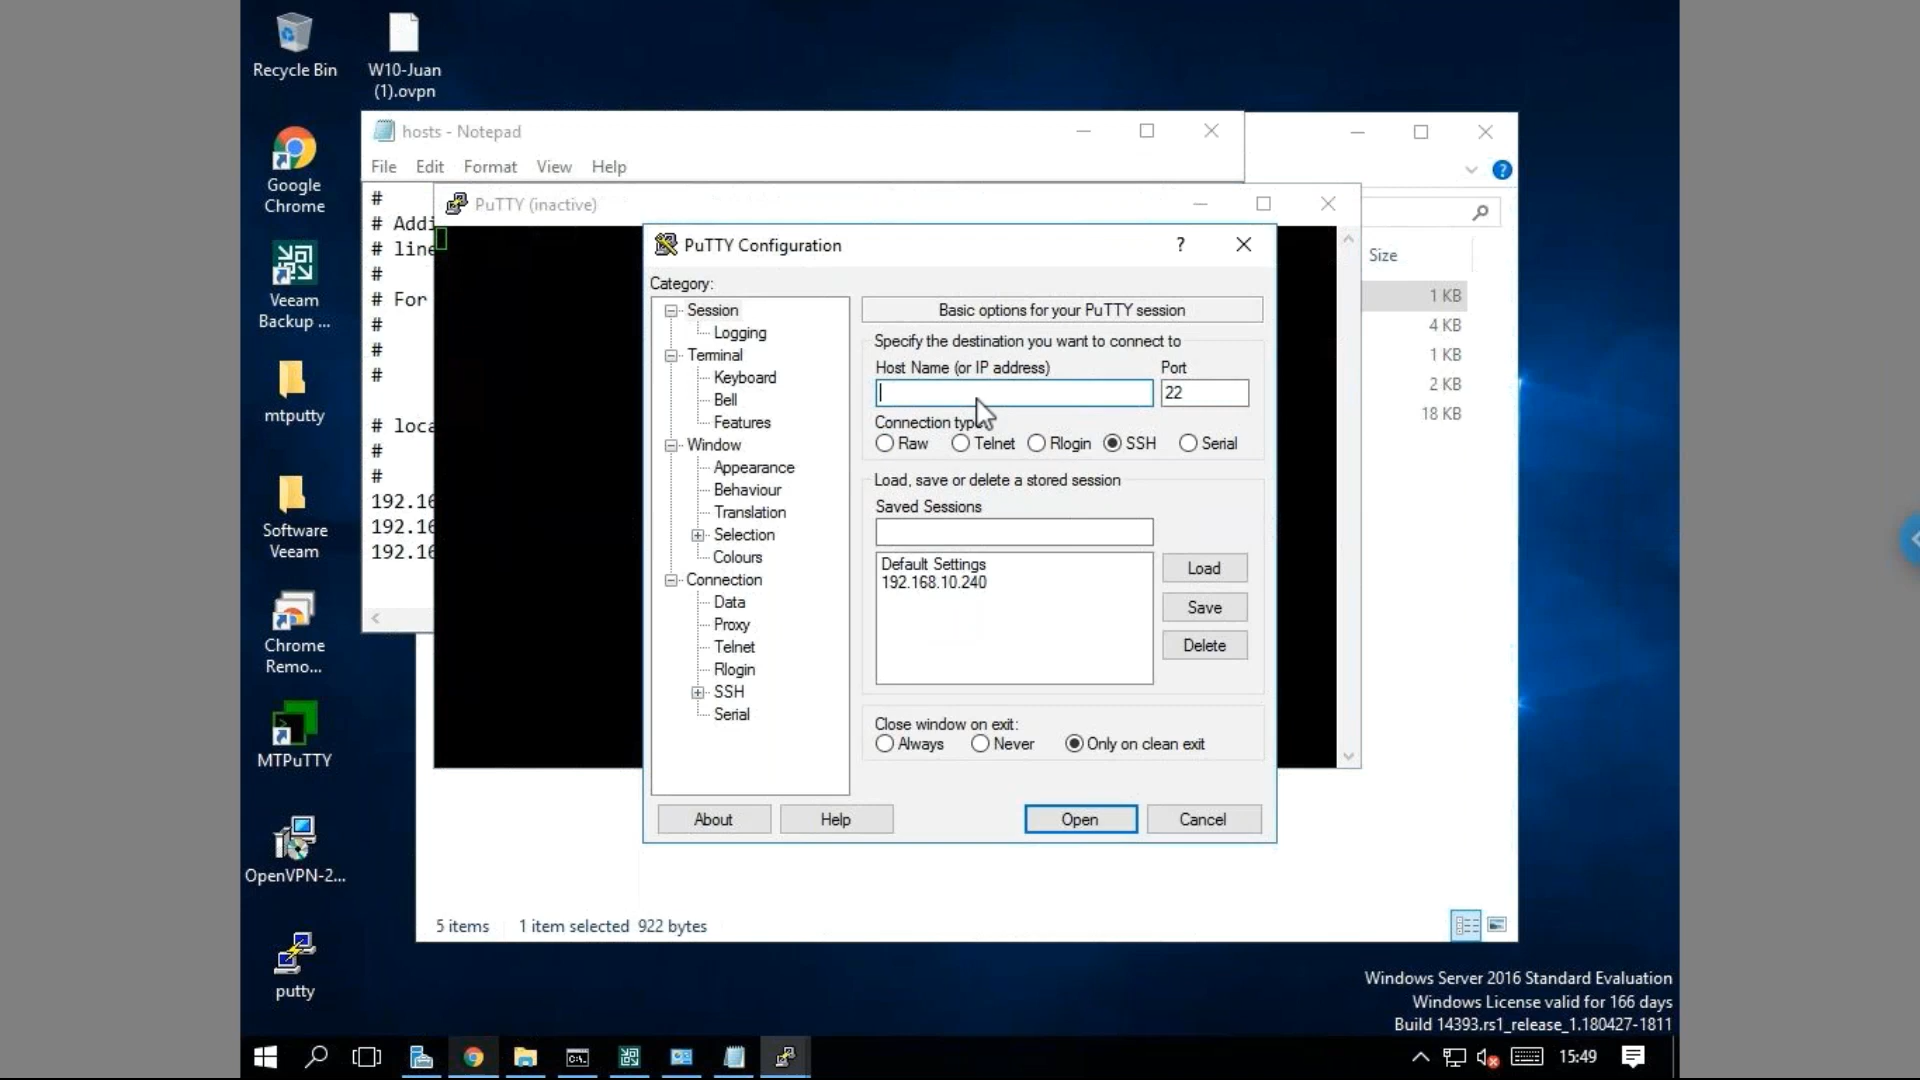 Recycle Bin
W10-Juan
(1).ovpn
Google
Chrome
Veeam
Backup ...
mtputty
Software
Veeam
Chrome
Remo...
MTPuTTY
OpenVPN-2...
putty
hosts - Notepad
File Edit Format View Help
#
# Addi
# line
#
# For
#
#
#
# loca
#
#
192.16
192.16
192.16
PuTTY (inactive)
PuTTY Configuration
?
Category:
Session
Logging
Terminal
Keyboard
Bell
Features
Window
Appearance
Behaviour
Translation
Selection
Colours
Connection
Data
Proxy
Telnet
Rlogin
SSH
Serial
Basic options for your PuTTY session
Specify the destination you want to connect to
Host Name (or IP address) Port
22
Connection type
Raw Telnet Rlogin SSH Serial
Load, save or delete a stored session
Saved Sessions
Default Settings
192.168.10.240
Load
Save
Delete
Close window on exit:
Always Never Only on clean exit
About Help Open Cancel
?
Size
1 KB
4 KB
1 KB
2 KB
18 KB
5 items 1 item selected 922 bytes
Windows Server 2016 Standard Evaluation
Windows License valid for 166 days
Build 14393.rs1_release_1.180427-1811
15:49